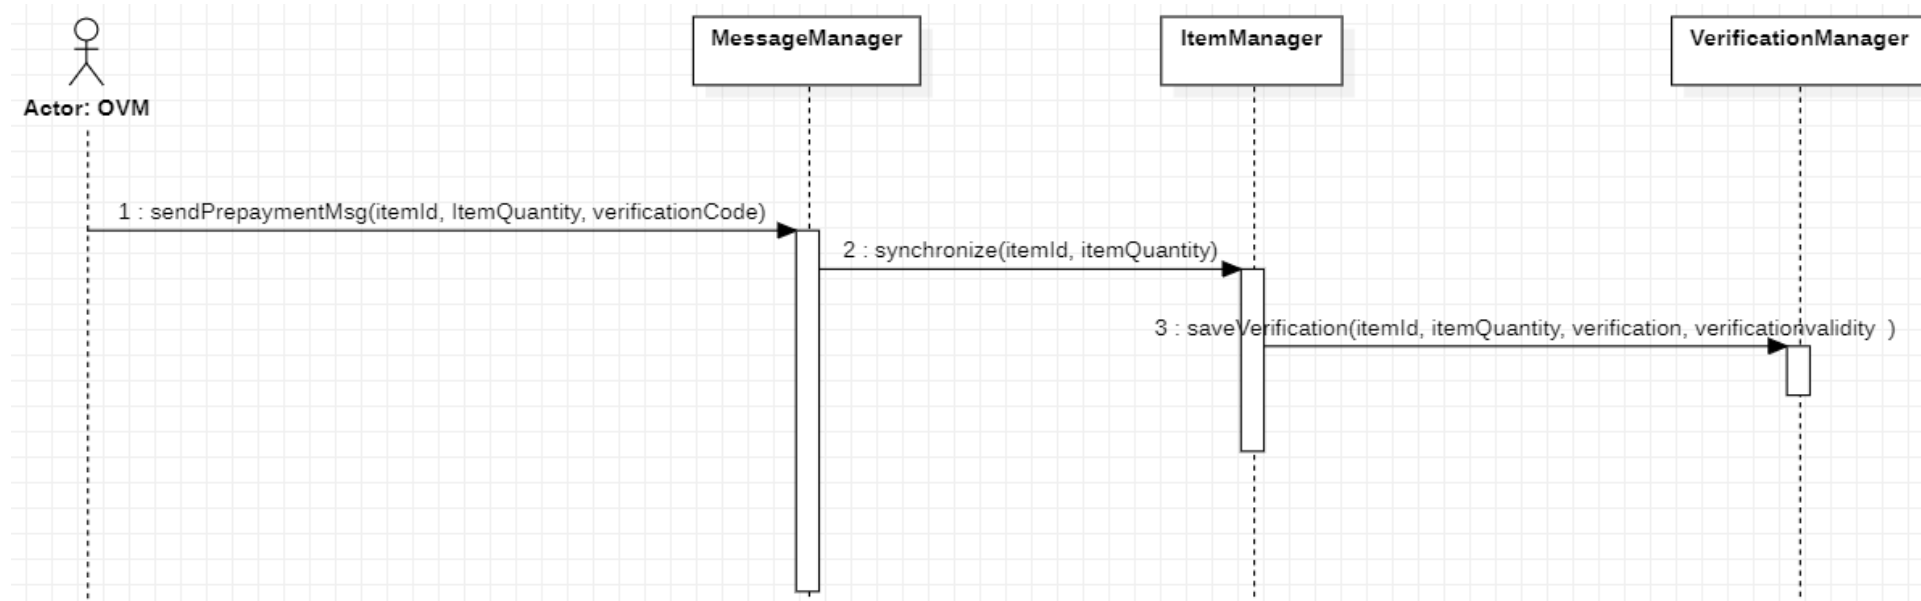 MessageManager
ItemManager
VerificationManager
Actor: OVM
1 : sendPrepaymentMsg(itemId, ItemQuantity, verificationCode)
2 : synchronize(itemId, itemQuantity)
3 : saveVerification(itemId, itemQuantity, verification, verificationvalidity )